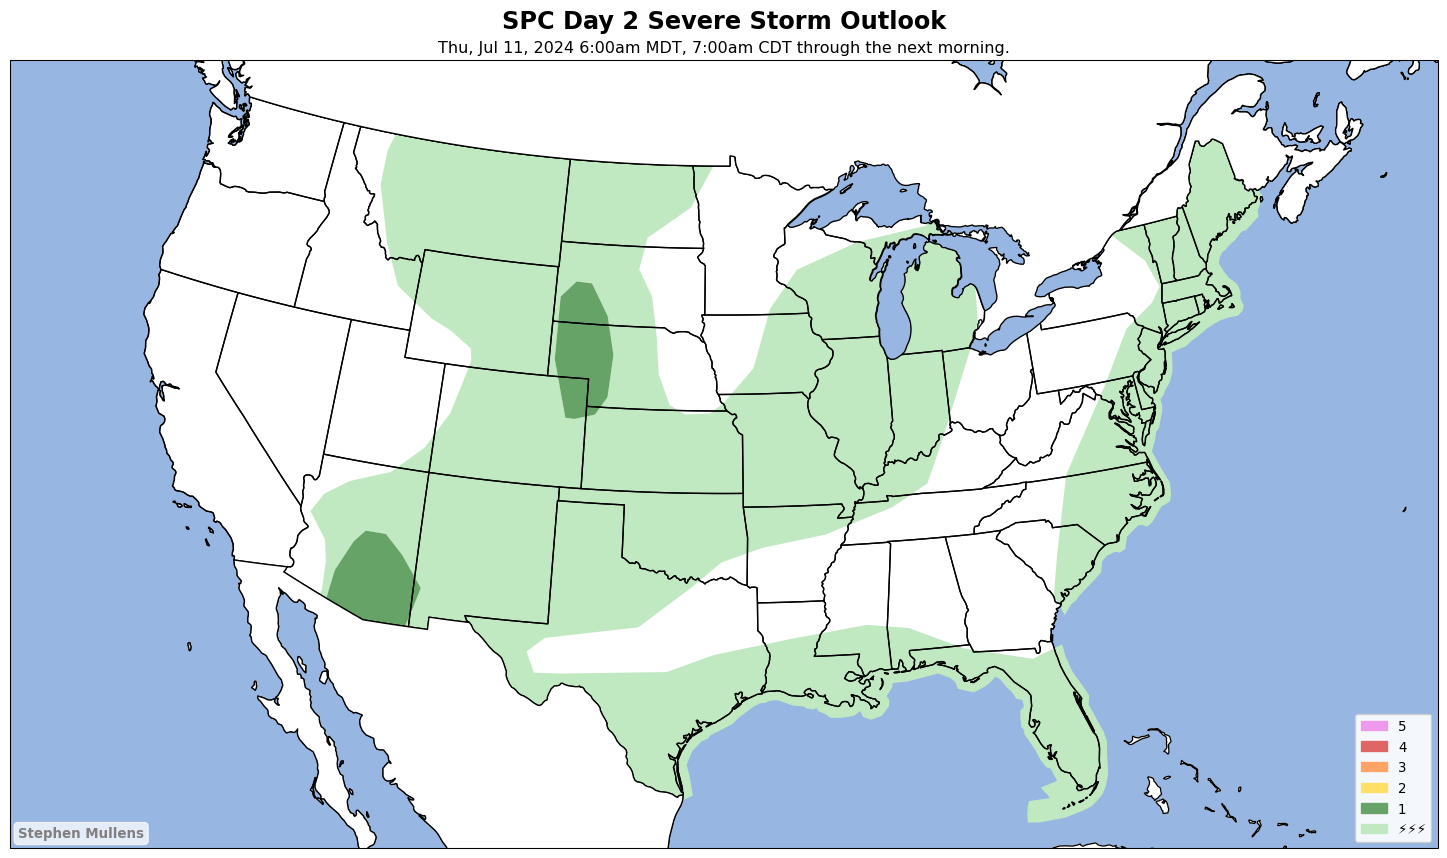 SPC Day 2 Severe Storm Outlook
Thu, Jul 11, 2024 6:00am MDT, 7:00am CDT through the next morning.
5
4
3
2
1
⚡⚡⚡
Stephen Mullens